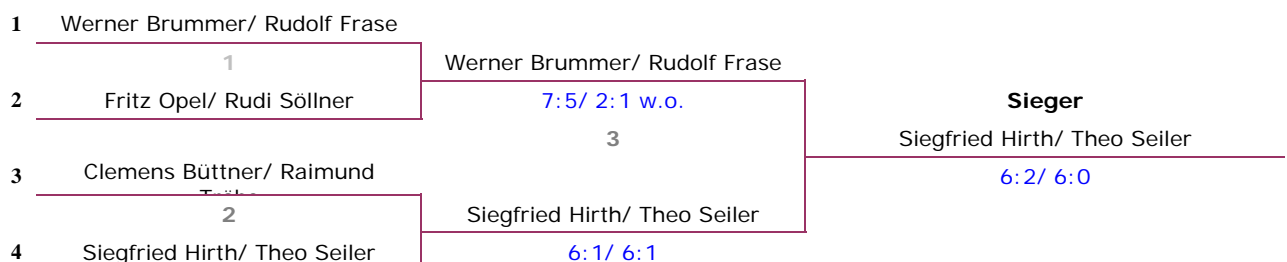 1 Werner Brummer/ Rudolf Frase
1 Werner Brummer/ Rudolf Frase
2 Fritz Opel/ Rudi Söllner 7:5/ 2:1 w.o. Sieger
3 Siegfried Hirth/ Theo Seiler
3 Clemens Büttner/ Raimund 6:2/ 6:0
2 Siegfried Hirth/ Theo Seiler
4 Siegfried Hirth/ Theo Seiler 6:1/ 6:1